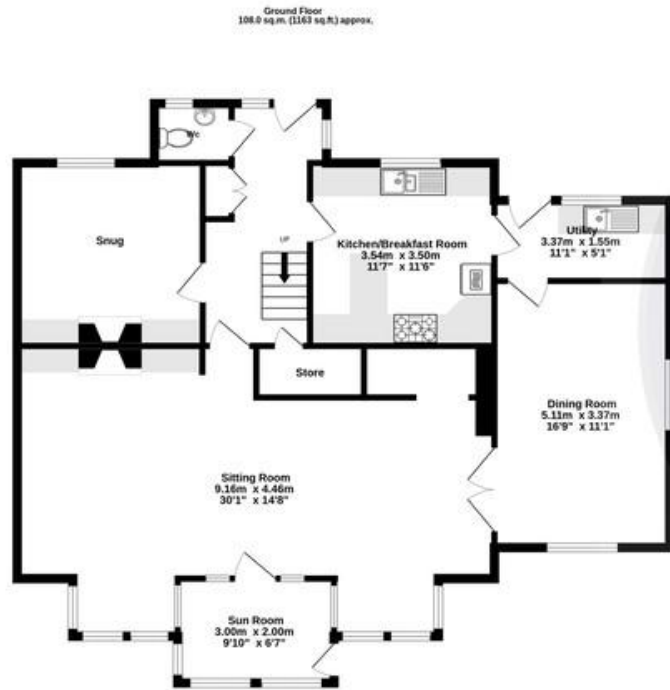 Ground Floor
108.0 sq.m. (1163 sq.ft.) approx.
Wc
Snug
UP
Kitchen/Breakfast Room
3.54m x 3.50m
11'7" x 11'6"
Utility
3.37m x 1.55m
11'1" x 5'1"
Store
Dining Room
5.11m x 3.37m
16'9" x 11'1"
Sitting Room
9.16m x 4.46m
30'1" x 14'8"
Sun Room
3.00m x 2.00m
9'10" x 6'7"